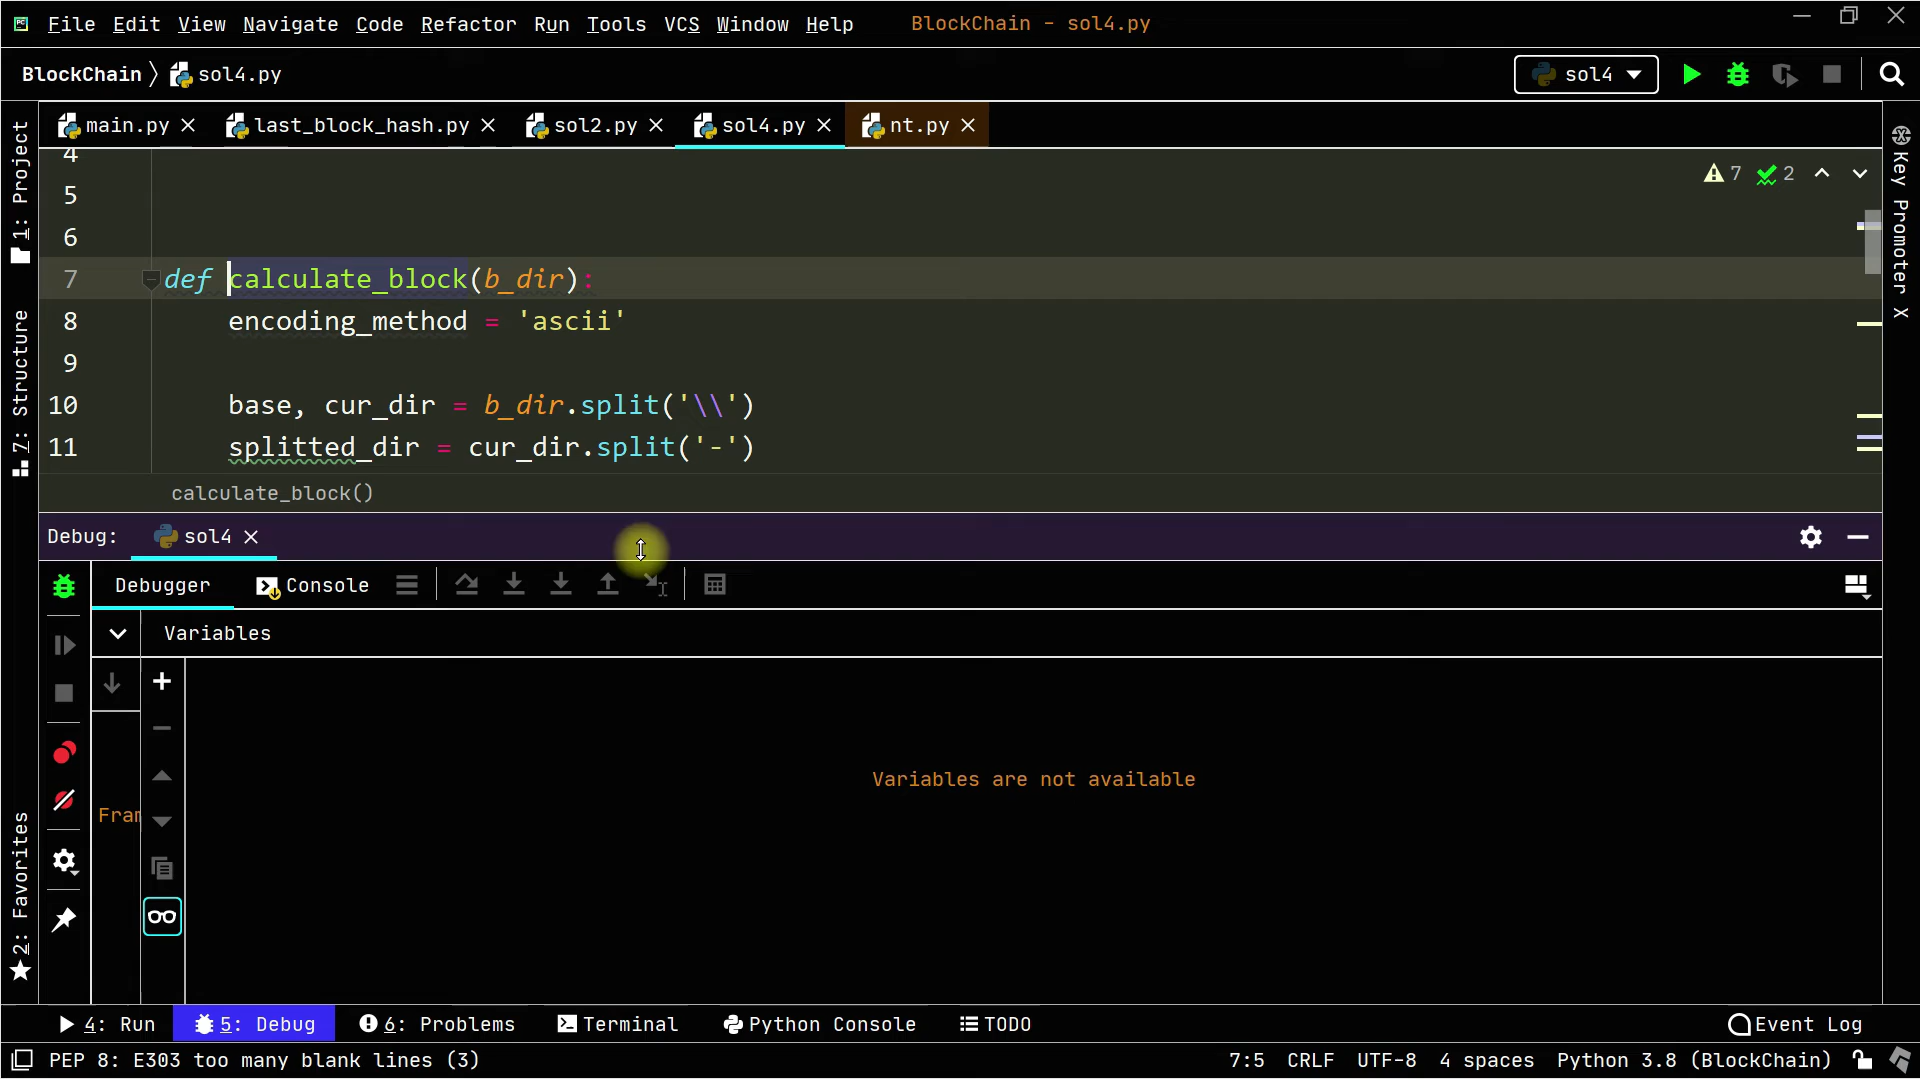 File Edit View Navigate Code Refactor Run Tools VCS Window Help BlockChain - sol4.py
BlockChain sol4.py sol4
main.py last_block_hash.py sol2.py sol4.py nt.py
4
7 2
5
6
7 def calculate_block(b_dir):
8 encoding_method = 'ascii'
9
10 base, cur_dir = b_dir.split('\\')
11 splitted_dir = cur_dir.split('-')
calculate_block()
1: Project
7: Structure
2: Favorites
Key Promoter X
Debug: sol4
Debugger Console
Variables
Variables are not available
Fram
4: Run 5: Debug 6: Problems Terminal Python Console TODO Event Log
PEP 8: E303 too many blank lines (3) 7:5 CRLF UTF-8 4 spaces Python 3.8 (BlockChain)